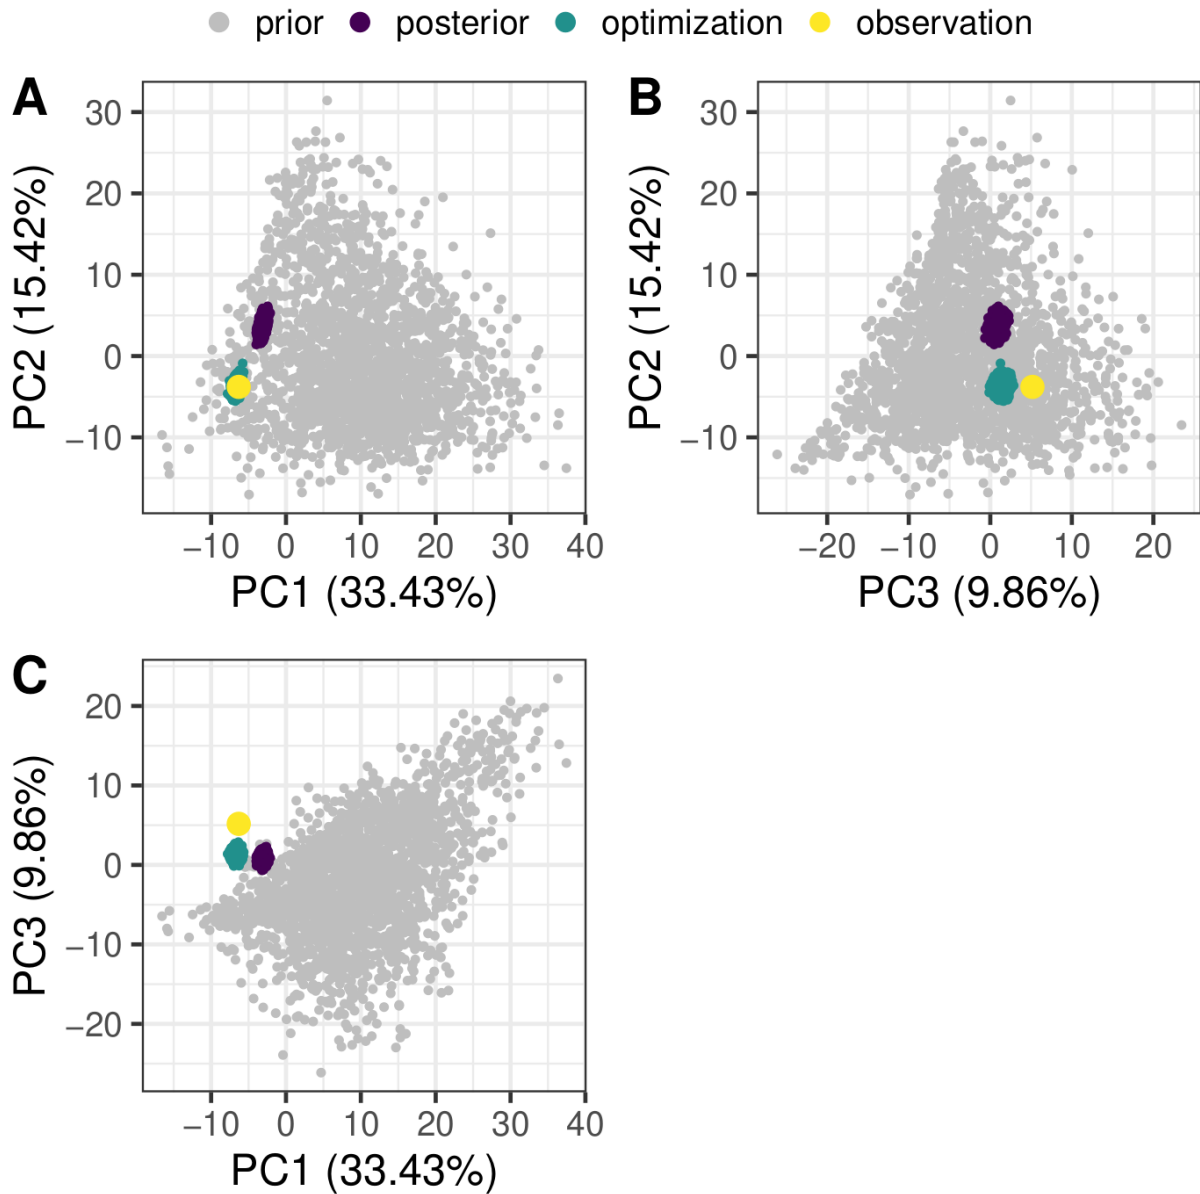 prior posterior optimization observation
A
30
20
10
0
−10
PC2 (15.42%)
−10 0 10 20 30 40
PC1 (33.43%)
B
30
20
10
0
−10
PC2 (15.42%)
−20 −10 0 10 20
PC3 (9.86%)
C
20
10
0
−10
−20
PC3 (9.86%)
−10 0 10 20 30 40
PC1 (33.43%)